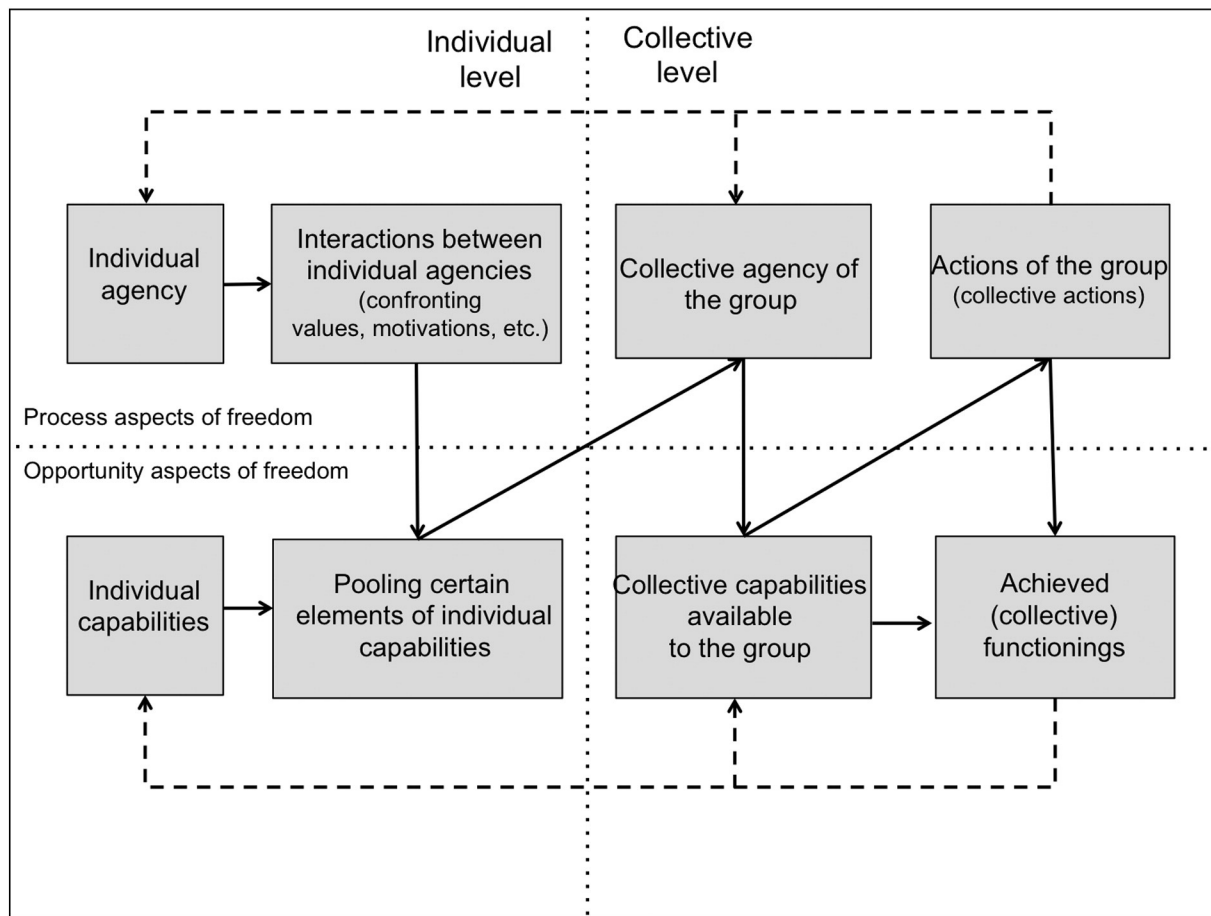 Individual
level
Collective
level
Individual
agency
Interactions between
individual agencies
(confronting
values, motivations, etc.)
Collective agency of
the group
Actions of the group
(collective actions)
Process aspects of freedom
Opportunity aspects of freedom
Individual
capabilities
Pooling certain
elements of individual
capabilities
Collective capabilities
available
to the group
Achieved
(collective)
functionings